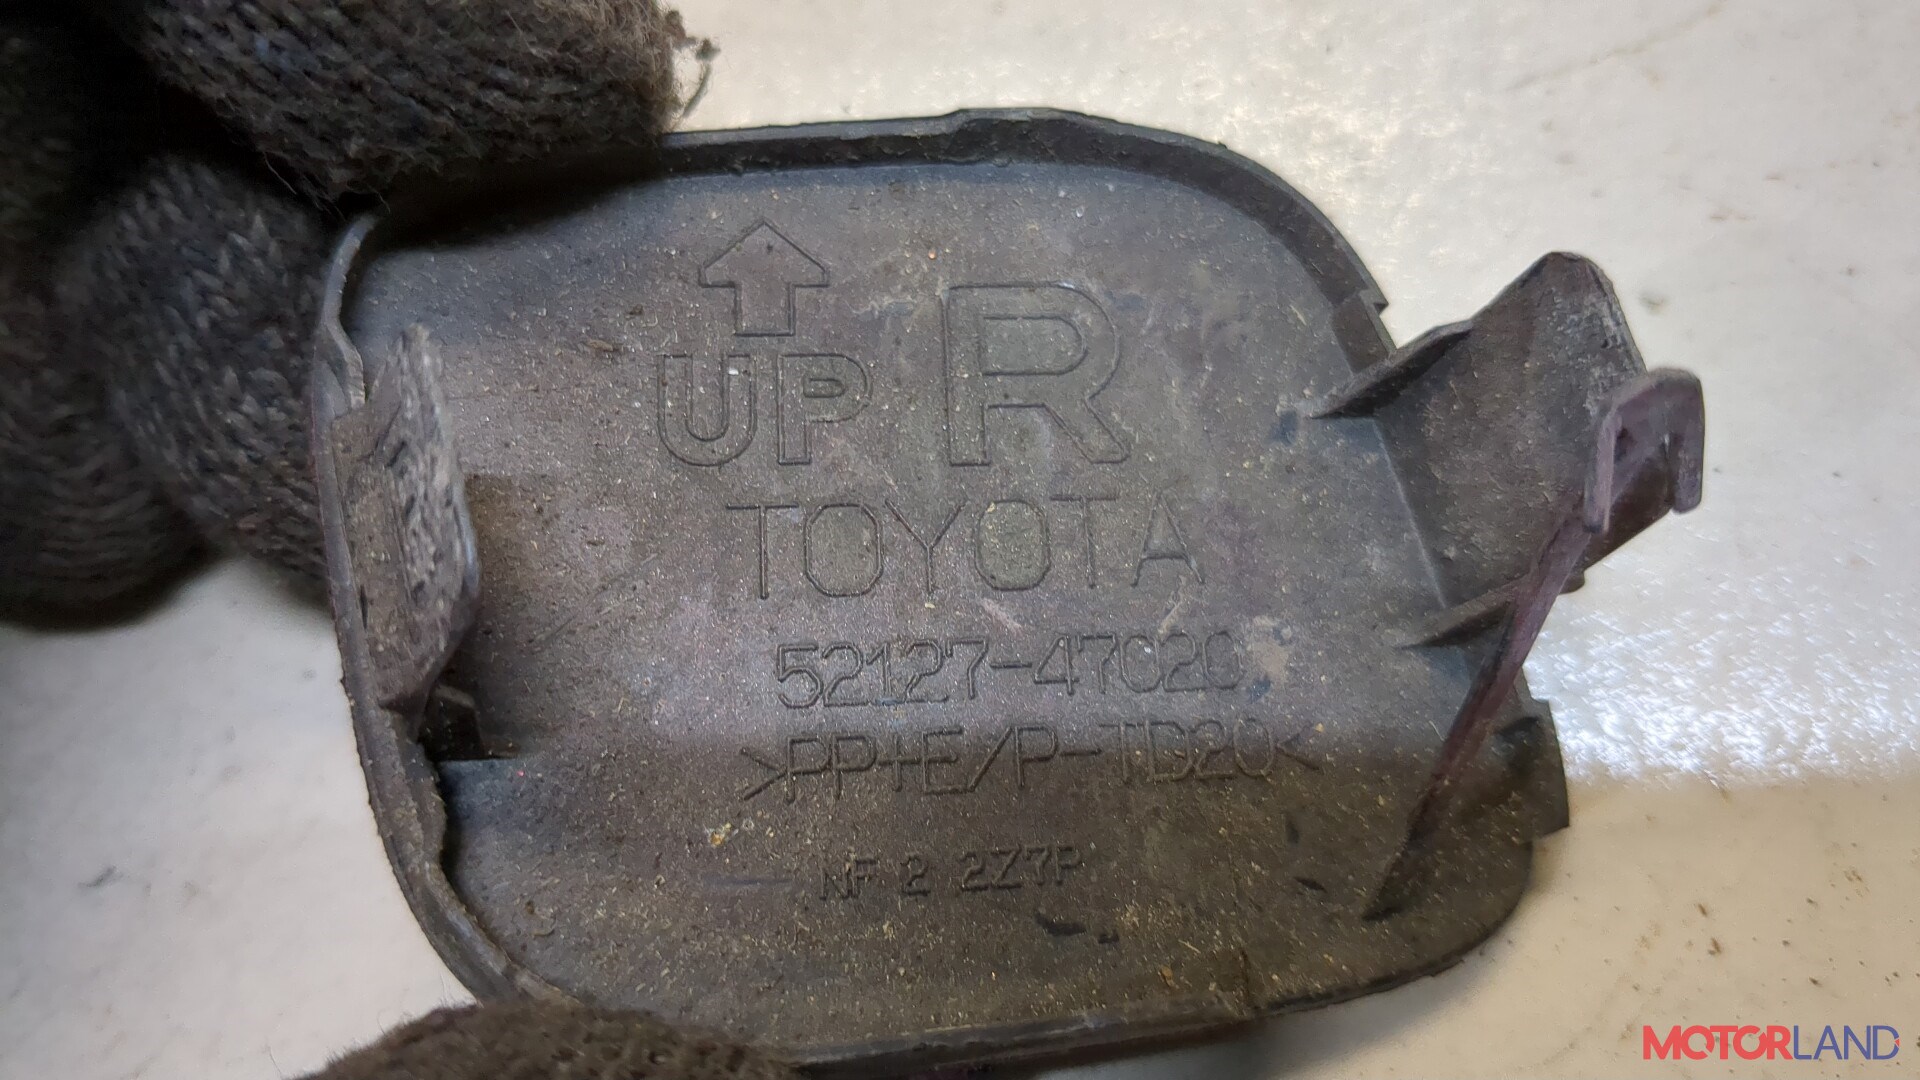 UP R
TOYOTA
52127-47020
>PP+E/P-TD20<
NF 2 2Z7P
MOTORLAND